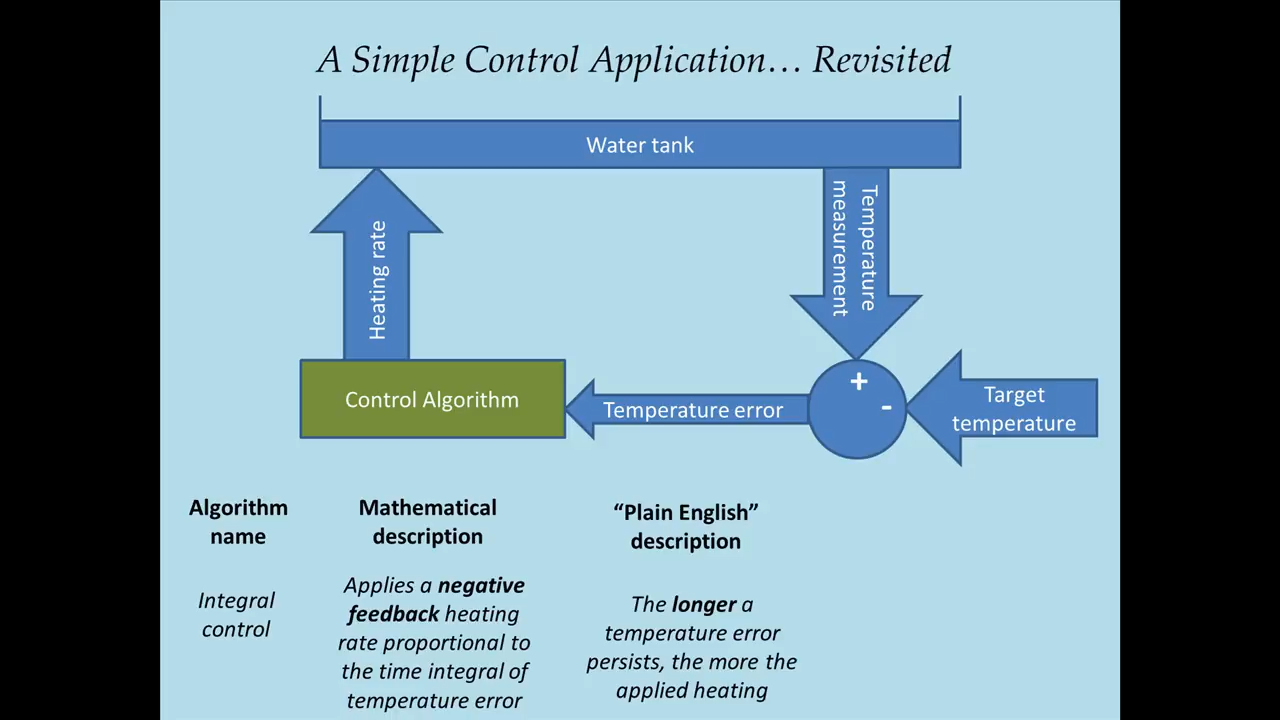 A Simple Control Application… Revisited
Water tank
Heating rate
Temperature
measurement
+
-
Control Algorithm
Temperature error
Target
temperature
Algorithm
name
Mathematical
description
“Plain English”
description
Integral
control
Applies a negative
feedback heating
rate proportional to
the time integral of
temperature error
The longer a
temperature error
persists, the more the
applied heating